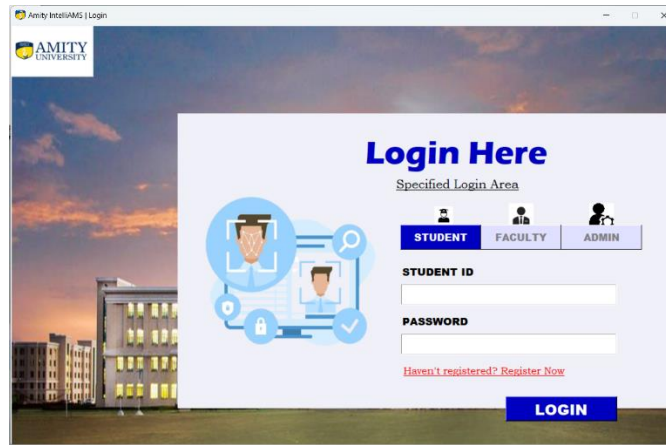 Amity IntelliAMS | Login
AMITY
UNIVERSITY
Login Here
Specified Login Area
STUDENT FACULTY ADMIN
STUDENT ID
PASSWORD
Haven't registered? Register Now
LOGIN